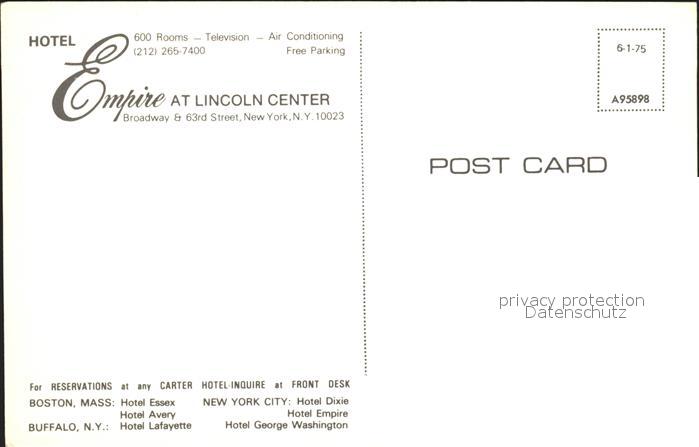 HOTEL
600 Rooms — Television — Air Conditioning
(212) 265-7400 Free Parking
Empire AT LINCOLN CENTER
Broadway & 63rd Street, New York, N.Y. 10023
6-1-75
A95898
POST CARD
privacy protection
Datenschutz
For RESERVATIONS at any CARTER HOTEL-INQUIRE at FRONT DESK
BOSTON, MASS: Hotel Essex NEW YORK CITY: Hotel Dixie
Hotel Avery Hotel Empire
BUFFALO, N.Y.: Hotel Lafayette Hotel George Washington